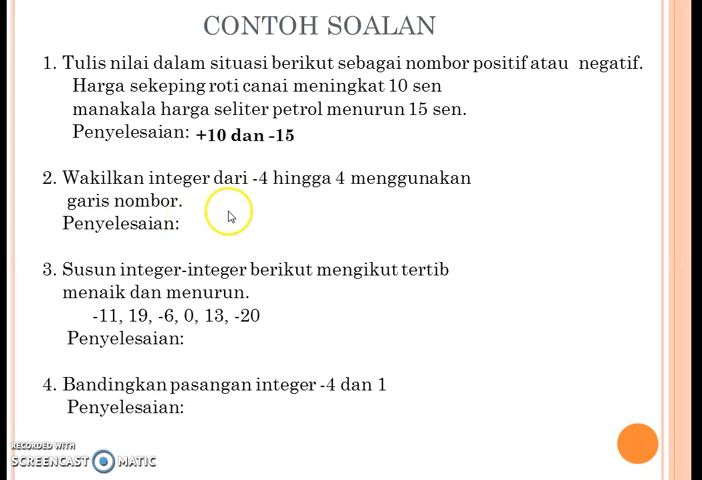 CONTOH SOALAN
1. Tulis nilai dalam situasi berikut sebagai nombor positif atau negatif.
Harga sekeping roti canai meningkat 10 sen
manakala harga seliter petrol menurun 15 sen.
Penyelesaian: +10 dan -15
2. Wakilkan integer dari -4 hingga 4 menggunakan
garis nombor.
Penyelesaian:
3. Susun integer-integer berikut mengikut tertib
menaik dan menurun.
-11, 19, -6, 0, 13, -20
Penyelesaian:
4. Bandingkan pasangan integer -4 dan 1
Penyelesaian:
RECORDED WITH
SCREENCAST MATIC